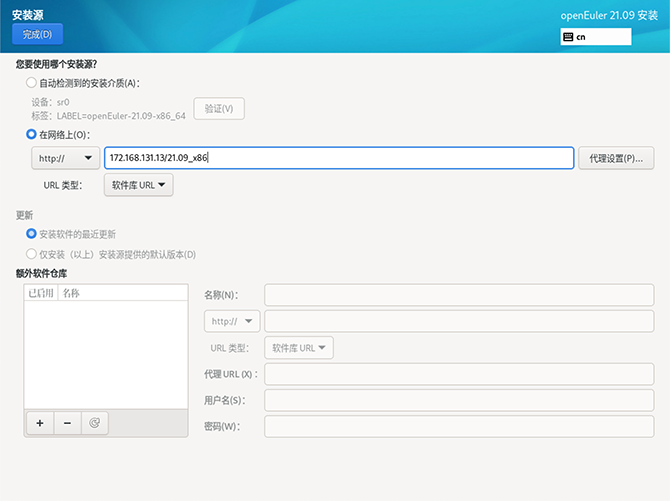 安装源
openEuler 21.09 安装
完成(D)
cn
您要使用哪个安装源？
自动检测到的安装介质(A)：
设备：sr0
标签：LABEL=openEuler-21.09-x86_64
验证(V)
在网络上(O)：
http://
172.168.131.13/21.09_x86
代理设置(P)...
URL 类型：
软件库 URL
更新
安装软件的最近更新
仅安装（以上）安装源提供的默认版本(D)
额外软件仓库
已启用 名称
名称(N)：
http://
URL 类型：
软件库 URL
代理 URL (X)：
用户名(S)：
密码(W)：